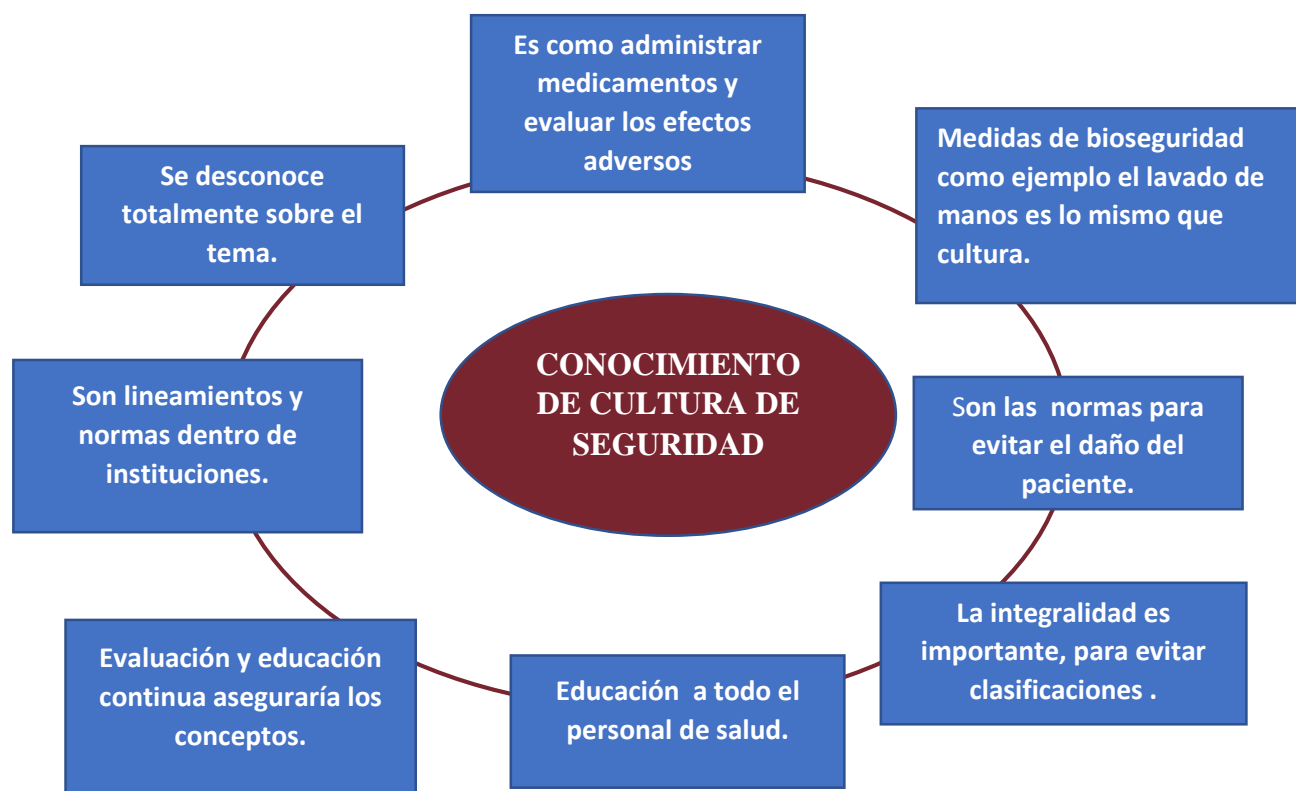 Es como administrar
medicamentos y
evaluar los efectos
adversos
Medidas de bioseguridad
como ejemplo el lavado de
manos es lo mismo que
cultura.
Son las normas para
evitar el daño del
paciente.
La integralidad es
importante, para evitar
clasificaciones .
Educación a todo el
personal de salud.
Evaluación y educación
continua aseguraría los
conceptos.
Son lineamientos y
normas dentro de
instituciones.
Se desconoce
totalmente sobre el
tema.
CONOCIMIENTO
DE CULTURA DE
SEGURIDAD